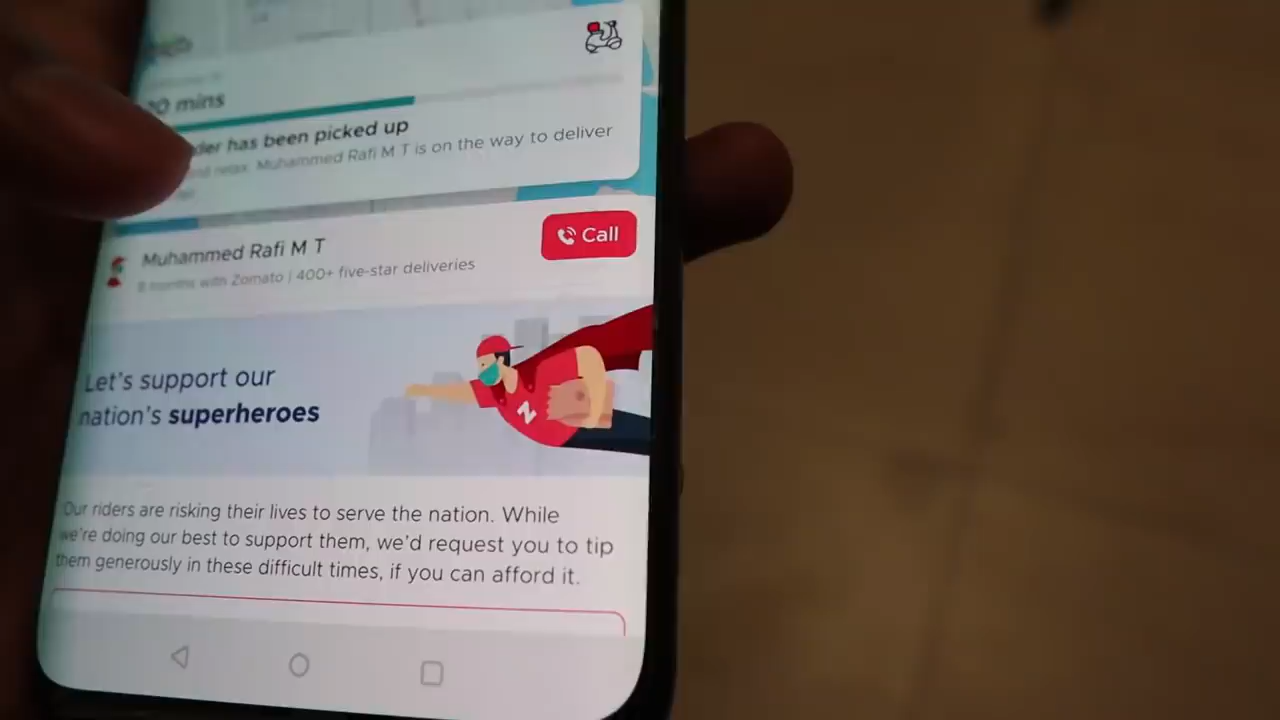 mins
has been picked up
relax. Muhammed Rafi M T is on the way to deliver
Muhammed Rafi M T
Call
8 months with Zomato | 400+ five-star deliveries
Let's support our
nation's superheroes
Z
Our riders are risking their lives to serve the nation. While
we're doing our best to support them, we'd request you to tip
them generously in these difficult times, if you can afford it.